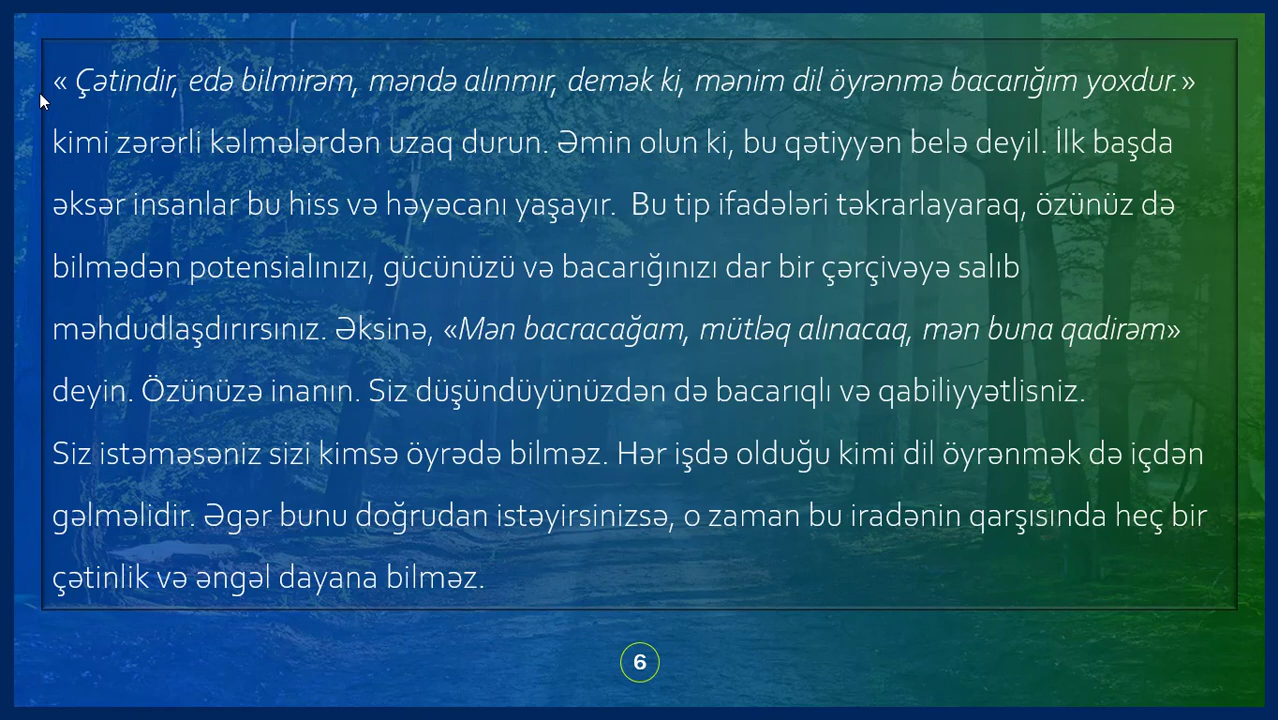 « Çətindir, edə bilmirəm, məndə alınmır, demək ki, mənim dil öyrənmə bacarığım yoxdur.»
kimi zərərli kəlmələrdən uzaq durun. Əmin olun ki, bu qətiyyən belə deyil. İlk başda
əksər insanlar bu hiss və həyəcanı yaşayır.  Bu tip ifadələri təkrarlayaraq, özünüz də
bilmədən potensialınızı, gücünüzü və bacarığınızı dar bir çərçivəyə salıb
məhdudlaşdırırsınız. Əksinə, «Mən bacracağam, mütləq alınacaq, mən buna qadirəm»
deyin. Özünüzə inanın. Siz düşündüyünüzdən də bacarıqlı və qabiliyyətlisniz.
Siz istəməsəniz sizi kimsə öyrədə bilməz. Hər işdə olduğu kimi dil öyrənmək də içdən
gəlməlidir. Əgər bunu doğrudan istəyirsinizsə, o zaman bu iradənin qarşısında heç bir
çətinlik və əngəl dayana bilməz.
6